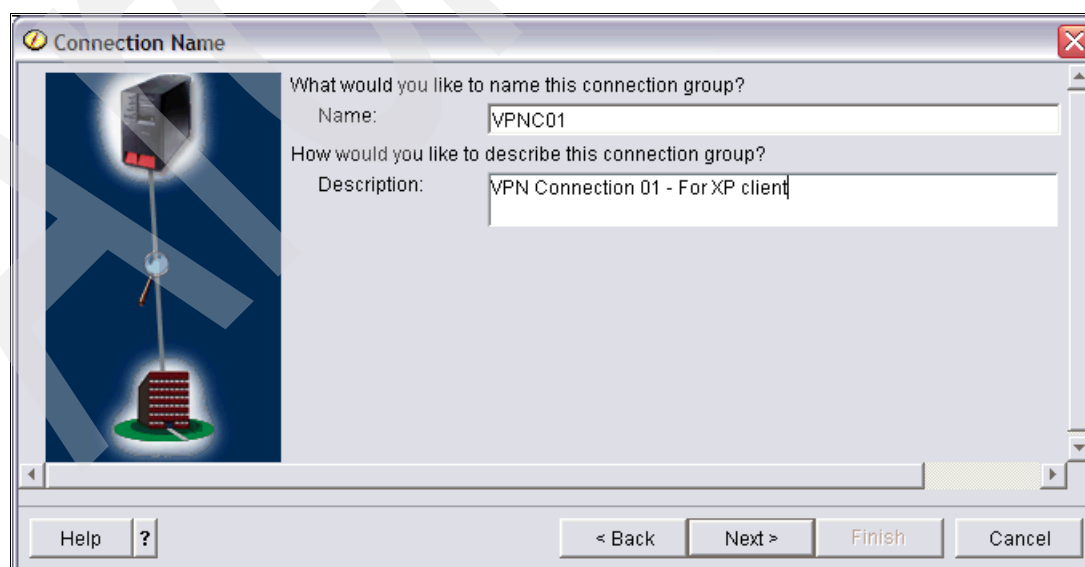 Connection Name
What would you like to name this connection group?
Name: VPNC01
How would you like to describe this connection group?
Description: VPN Connection 01 - For XP client
Help ? < Back Next > Finish Cancel